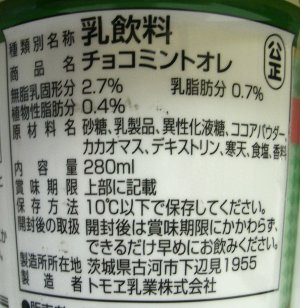 種類別名称 乳飲料
公正
商品名 チョコミントオレ
無脂乳固形分 2.7% 乳脂肪分 0.7%
植物性脂肪分 0.4%
原材料名 砂糖、乳製品、異性化液糖、ココアパウダー、
カカオマス、デキストリン、寒天、食塩、香料
内容量 280ml
賞味期限 上部に記載
保存方法 10℃以下で保存してください。
開封後の取扱 開封後は賞味期限にかかわらず、
できるだけ早めにお飲みください。
製造所所在地 茨城県古河市下辺見1955
製造者 トモヱ乳業株式会社